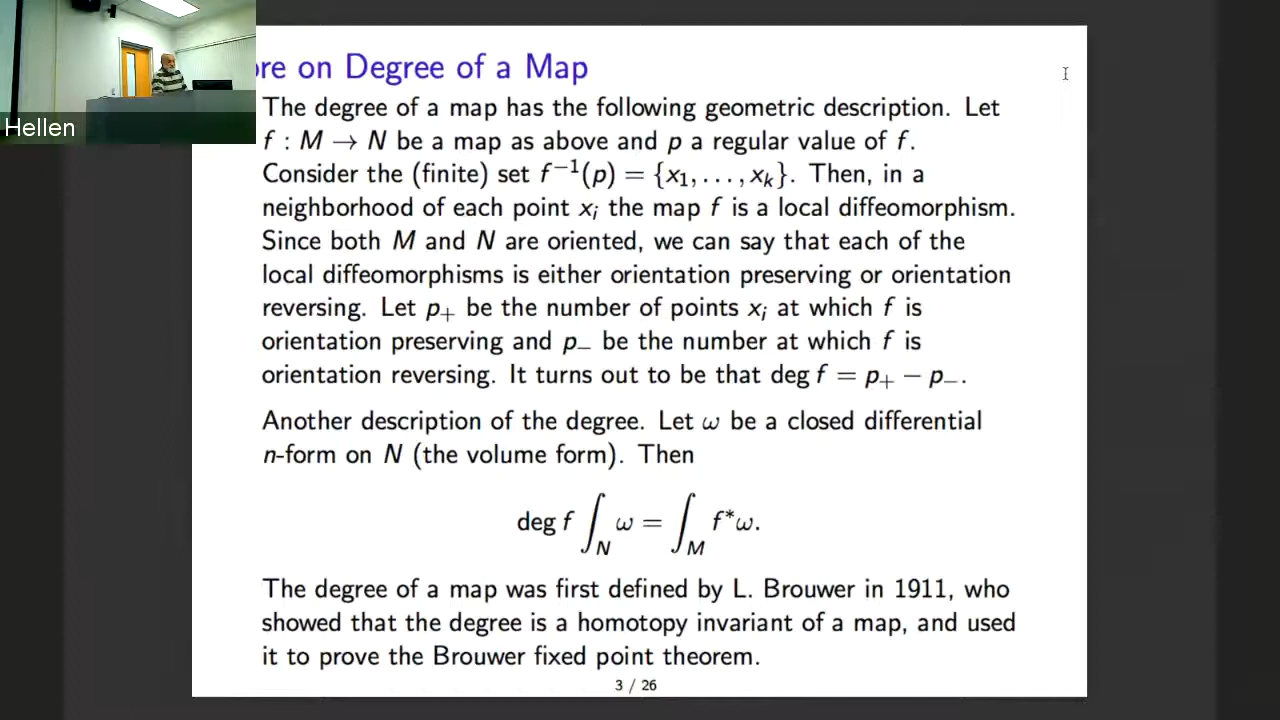 ore on Degree of a Map
The degree of a map has the following geometric description. Let
Hellen
f : M → N be a map as above and p a regular value of f.
Consider the (finite) set f⁻¹(p) = {x₁, . . . , xₖ}. Then, in a
neighborhood of each point xᵢ the map f is a local diffeomorphism.
Since both M and N are oriented, we can say that each of the
local diffeomorphisms is either orientation preserving or orientation
reversing. Let p₊ be the number of points xᵢ at which f is
orientation preserving and p₋ be the number at which f is
orientation reversing. It turns out to be that deg f = p₊ − p₋.
Another description of the degree. Let ω be a closed differential
n-form on N (the volume form). Then
deg f ∫_N ω = ∫_M f*ω.
The degree of a map was first defined by L. Brouwer in 1911, who
showed that the degree is a homotopy invariant of a map, and used
it to prove the Brouwer fixed point theorem.
3 / 26